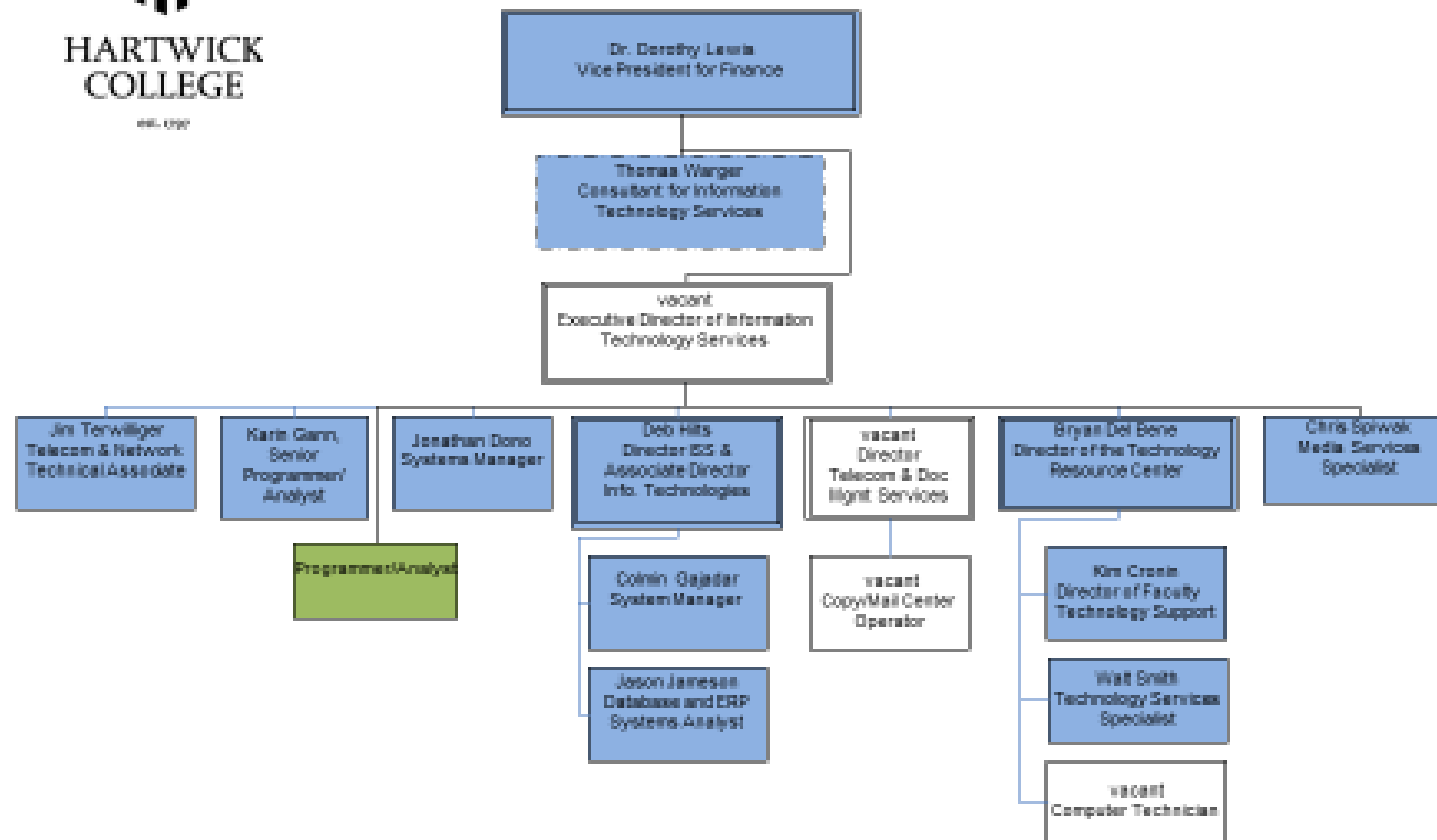 HARTWICK
COLLEGE
est. 1797
Dr. Dorothy Lewis
Vice President for Finance
Thomas Warger
Consultant for Information
Technology Services
vacant
Executive Director of Information
Technology Services
Jim Terwilliger
Telecom & Network
Technical Associate
Karin Gann,
Senior
Programmer/
Analyst
Jonathan Dono
Systems Manager
Deb Hilts
Director ISS &
Associate Director
Info. Technologies
vacant
Director
Telecom & Doc
Mgmt Services
Bryan Del Bene
Director of the Technology
Resource Center
Chris Spiwak
Media Services
Specialist
Programmer/Analyst
Colmin Gajadar
System Manager
vacant
Copy/Mail Center
Operator
Kim Cronin
Director of Faculty
Technology Support
Jason Jameson
Database and ERP
Systems Analyst
Walt Smith
Technology Services
Specialist
vacant
Computer Technician